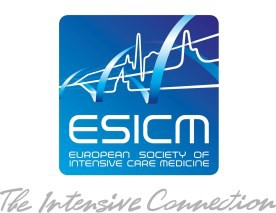 ESICM
EUROPEAN SOCIETY OF
INTENSIVE CARE MEDICINE
The Intensive Connection